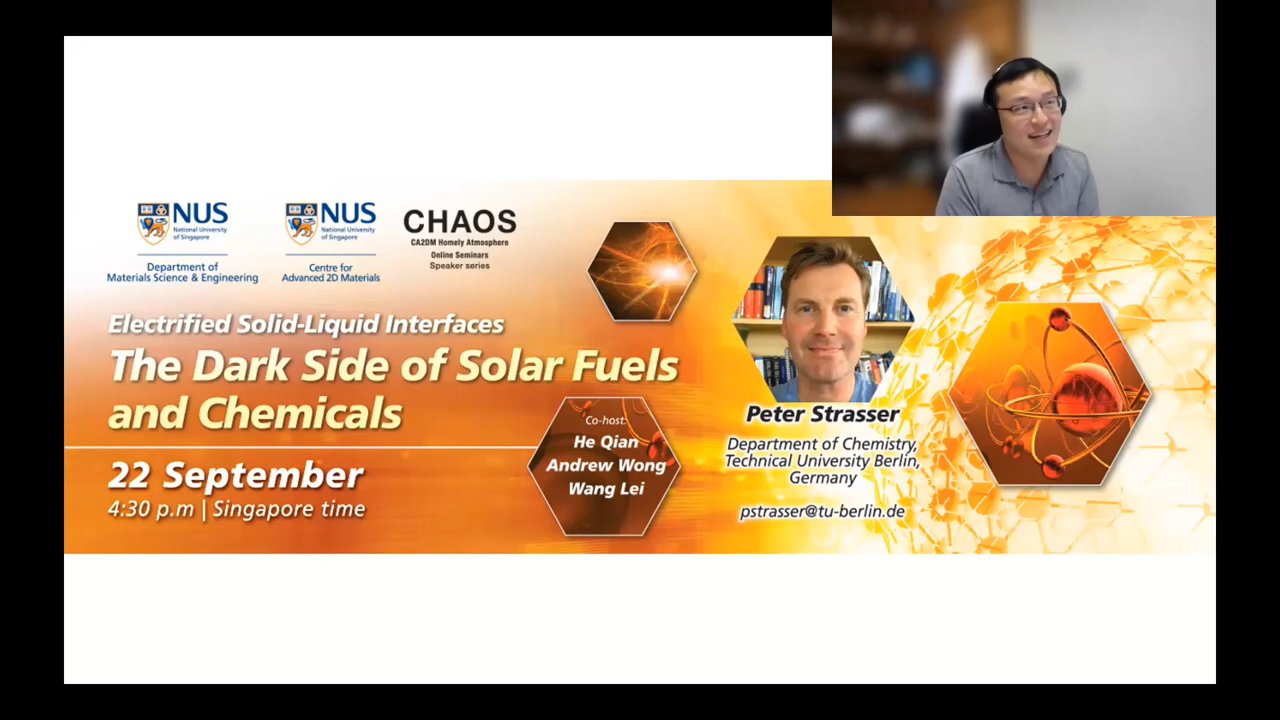 NUS
National University
of Singapore
Department of
Materials Science & Engineering
NUS
National University
of Singapore
Centre for
Advanced 2D Materials
CHAOS
CA2DM Homely Atmosphere
Online Seminars
Speaker series
Electrified Solid-Liquid Interfaces
The Dark Side of Solar Fuels
and Chemicals
22 September
4:30 p.m | Singapore time
Co-host:
He Qian
Andrew Wong
Wang Lei
Peter Strasser
Department of Chemistry,
Technical University Berlin,
Germany
pstrasser@tu-berlin.de